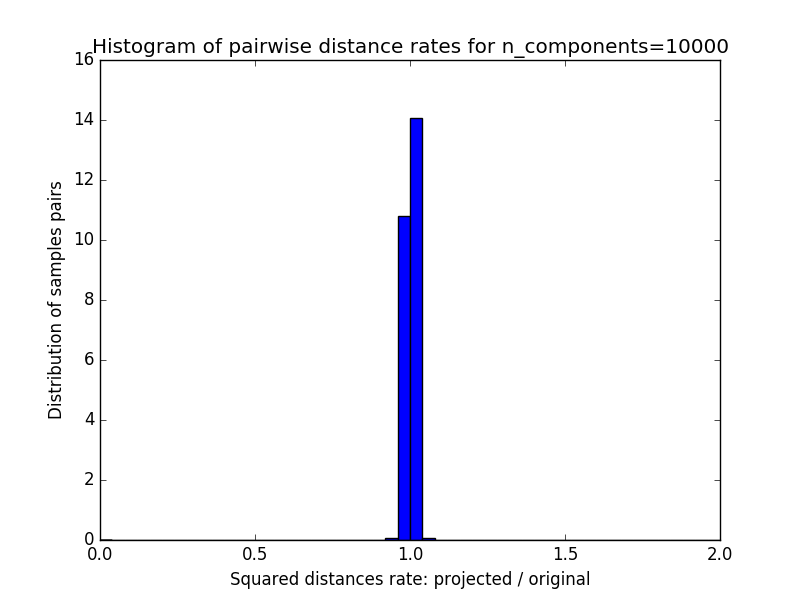 Histogram of pairwise distance rates for n_components=10000
16
14
12
10
8
6
4
2
0
Distribution of samples pairs
0.0 0.5 1.0 1.5 2.0
Squared distances rate: projected / original